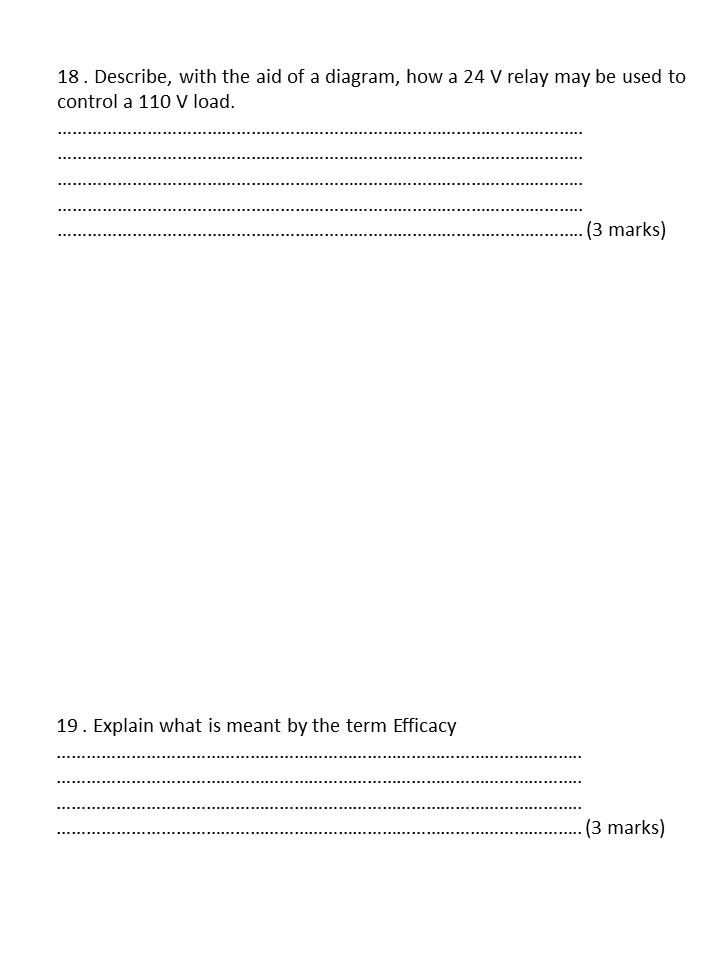 18 . Describe, with the aid of a diagram, how a 24 V relay may be used to
control a 110 V load.
………………………………………………………………………………………….
………………………………………………………………………………………….
………………………………………………………………………………………….
………………………………………………………………………………………….
…………………………………………………………………………………………. (3 marks)
19 . Explain what is meant by the term Efficacy
………………………………………………………………………………………….
………………………………………………………………………………………….
………………………………………………………………………………………….
…………………………………………………………………………………………. (3 marks)